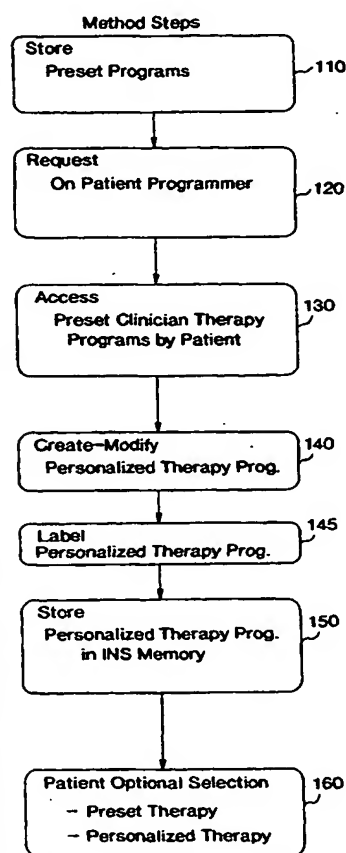 Method Steps
Store
Preset Programs
110
Request
On Patient Programmer
120
Access
Preset Clinician Therapy
Programs by Patient
130
Create-Modify
Personalized Therapy Prog.
140
Label
Personalized Therapy Prog.
145
Store
Personalized Therapy Prog.
in INS Memory
150
Patient Optional Selection
- Preset Therapy
- Personalized Therapy
160